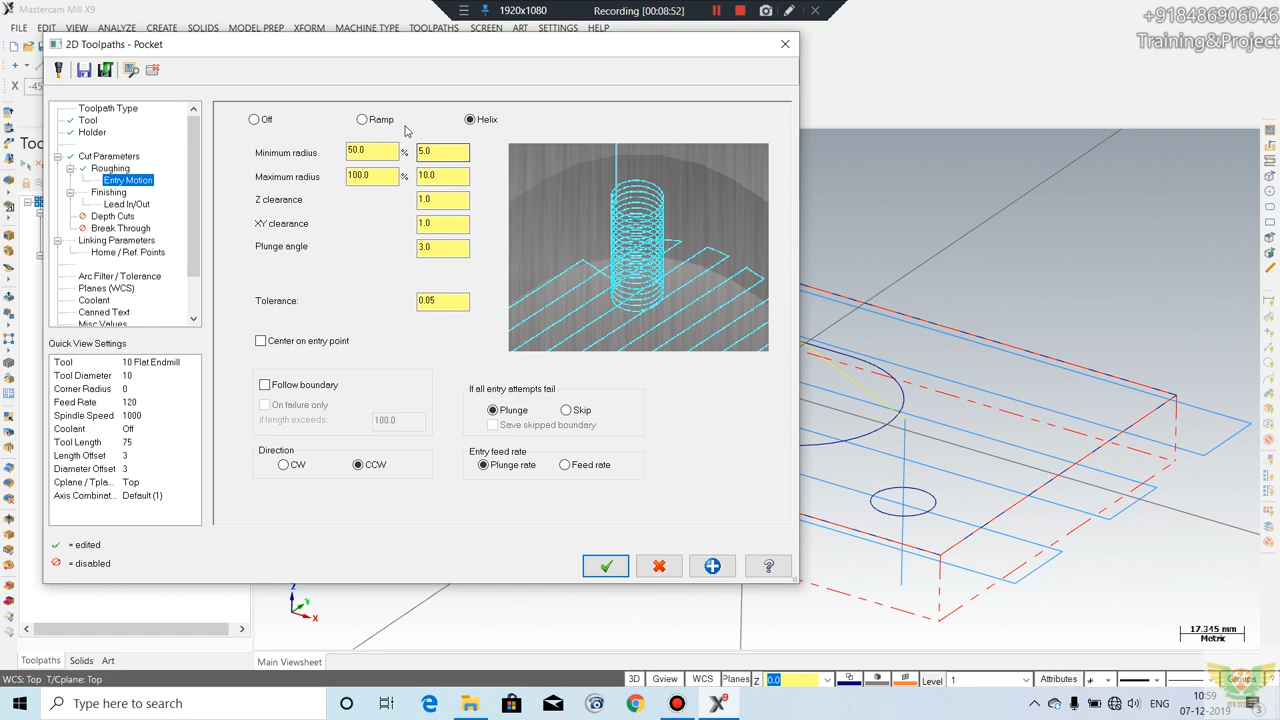 Mastercam Mill X9
1920x1080
Recording [00:08:52]
+918486906046
Training&Project
FILE EDIT VIEW ANALYZE CREATE SOLIDS XFORM MACHINE TYPE TOOLPATHS SCREEN ART SETTINGS HELP
2D Toolpaths - Pocket
Toolpath Type
Tool
Holder
Cut Parameters
Roughing
Entry Motion
Finishing
Lead In/Out
Depth Cuts
Break Through
Linking Parameters
Home / Ref. Points
Arc Filter / Tolerance
Planes (WCS)
Coolant
Canned Text
Misc Values
Off Ramp Helix
Minimum radius 50.0 % 5.0
Maximum radius 100.0 % 10.0
Z clearance 1.0
XY clearance 1.0
Plunge angle 3.0
Tolerance: 0.05
Center on entry point
Follow boundary
On failure only
if length exceeds: 100.0
If all entry attempts fail
Plunge Skip
Save skipped boundary
Direction
CW CCW
Entry feed rate
Plunge rate Feed rate
Quick View Settings
Tool 10 Flat Endmill
Tool Diameter 10
Corner Radius 0
Feed Rate 120
Spindle Speed 1000
Coolant Off
Tool Length 75
Length Offset 3
Diameter Offset 3
Cplane / Tpla... Top
Axis Combinat... Default (1)
= edited
= disabled
Z
Y
X
17.345 mm
Metric
Toolpaths Solids Art
Main Viewsheet
WCS: Top T/Cplane: Top
3D Gview WCS Planes Z 0.0 Level 1 Attributes Groups
Type here to search
ENG
10:59
07-12-2019